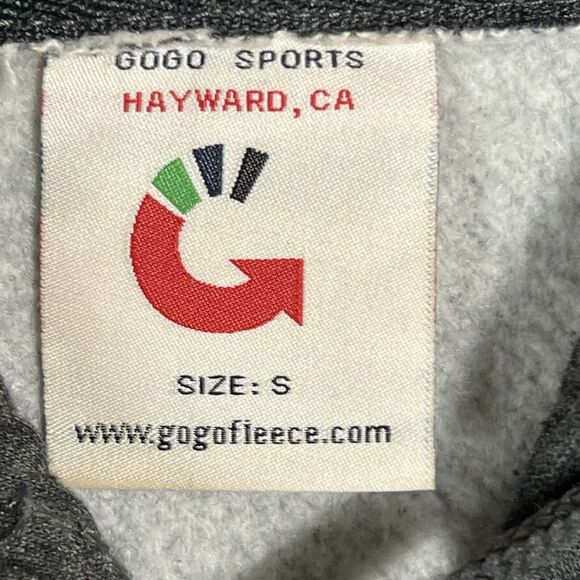 GOGO SPORTS
HAYWARD, CA
SIZE: S
www.gogofleece.com